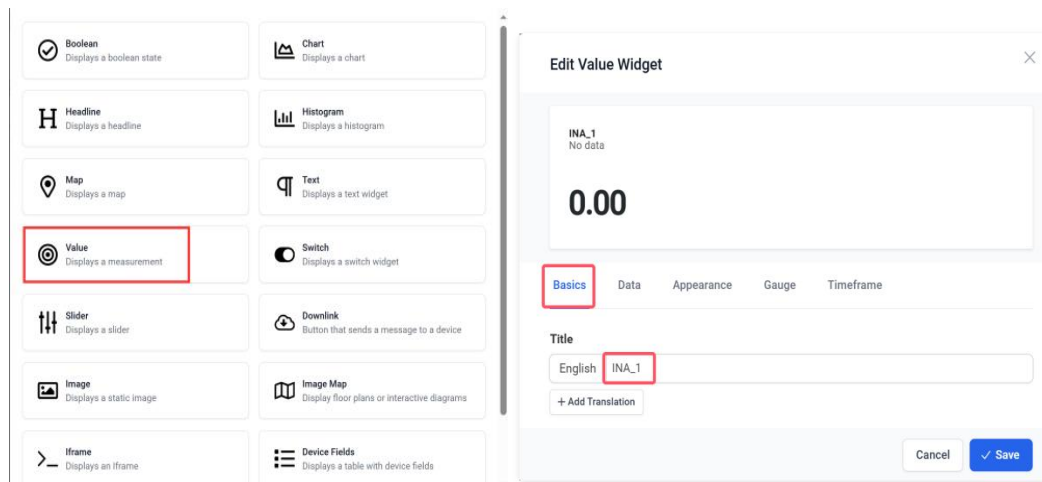 Boolean
Displays a boolean state
Chart
Displays a chart
Headline
Displays a headline
Histogram
Displays a histogram
Map
Displays a map
Text
Displays a text widget
Value
Displays a measurement
Switch
Displays a switch widget
Slider
Displays a slider
Downlink
Button that sends a message to a device
Image
Displays a static image
Image Map
Display floor plans or interactive diagrams
Iframe
Displays an Iframe
Device Fields
Displays a table with device fields
Edit Value Widget
INA_1
No data
0.00
Basics Data Appearance Gauge Timeframe
Title
English INA_1
+ Add Translation
Cancel ✓ Save